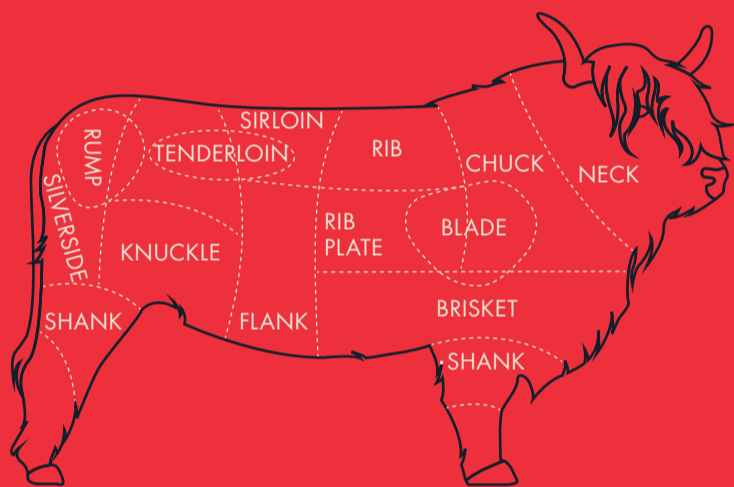 SIRLOIN
RUMP
TENDERLOIN
RIB
CHUCK
NECK
SILVERSIDE
KNUCKLE
RIB
PLATE
BLADE
SHANK
FLANK
BRISKET
SHANK